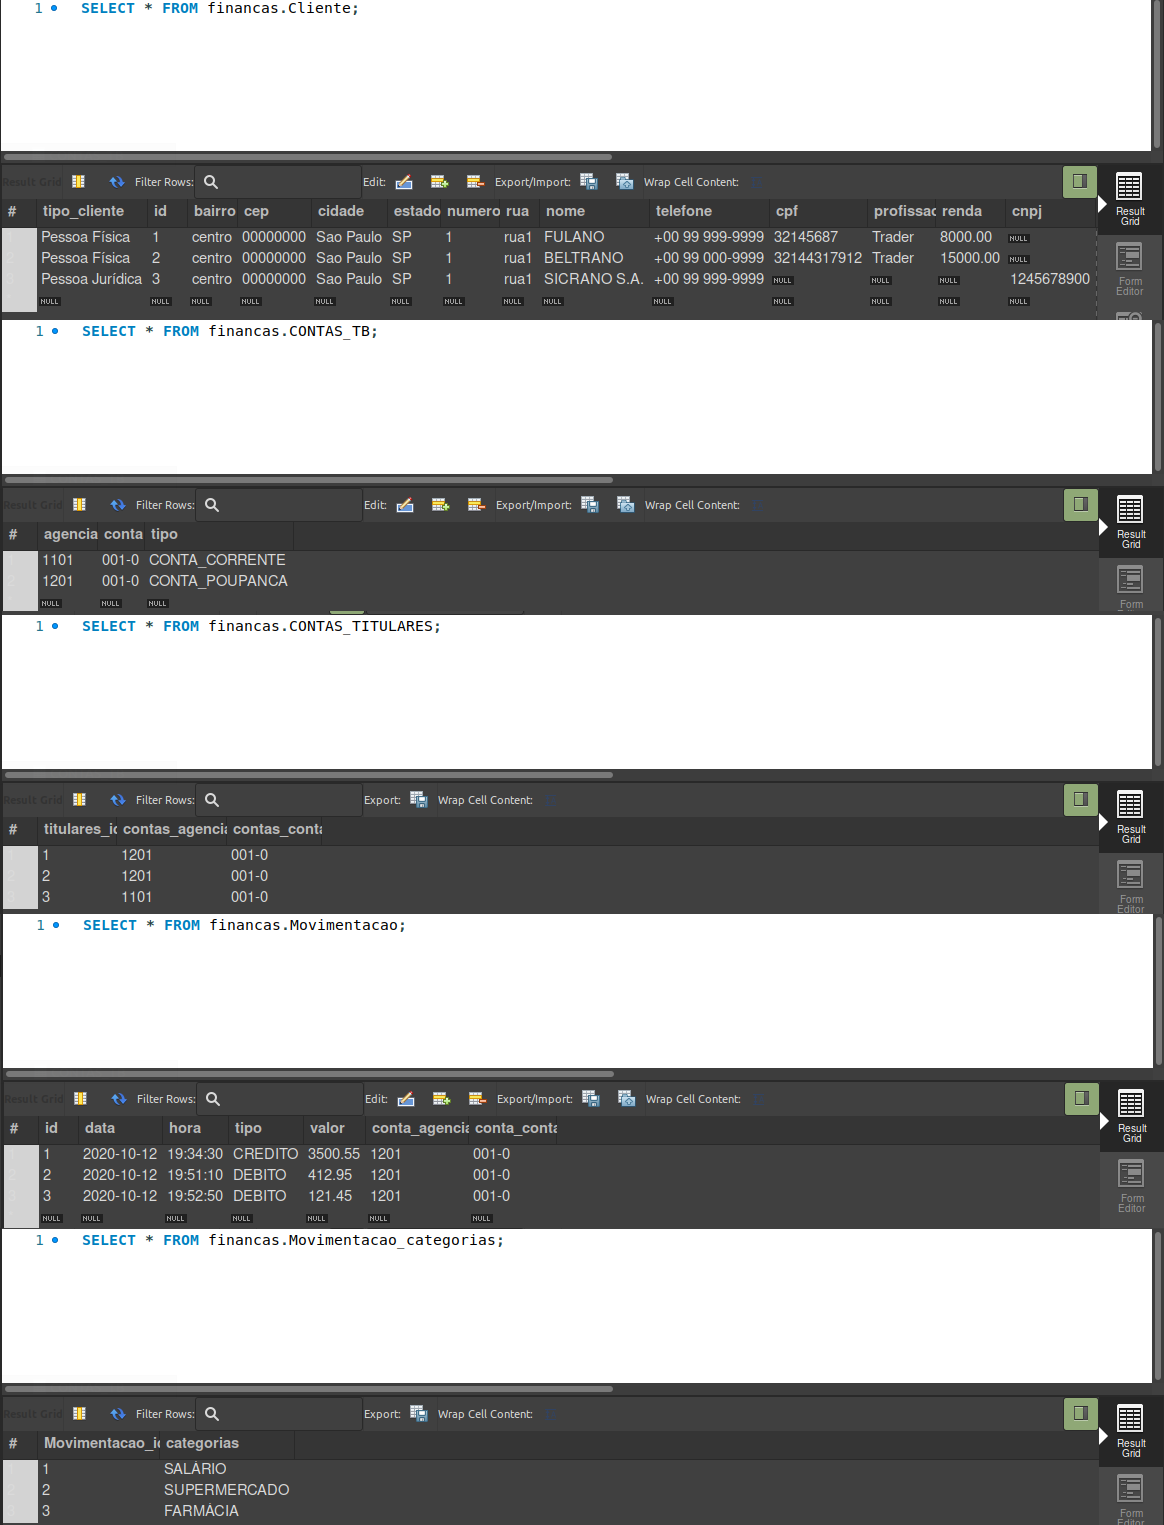 1 SELECT * FROM financas.Cliente;
Result Grid Filter Rows: Edit: Export/Import: Wrap Cell Content:
Result Grid
Form Editor
# tipo_cliente id bairro cep cidade estado numero rua nome telefone cpf profissac renda cnpj
Pessoa Física 1 centro 00000000 Sao Paulo SP 1 rua1 FULANO +00 99 999-9999 32145687 Trader 8000.00 NULL
Pessoa Física 2 centro 00000000 Sao Paulo SP 1 rua1 BELTRANO +00 99 000-9999 32144317912 Trader 15000.00 NULL
Pessoa Jurídica 3 centro 00000000 Sao Paulo SP 1 rua1 SICRANO S.A. +00 99 999-9999 NULL NULL NULL 1245678900
NULL NULL NULL NULL NULL NULL NULL NULL NULL NULL NULL NULL NULL NULL
1 SELECT * FROM financas.CONTAS_TB;
Result Grid Filter Rows: Edit: Export/Import: Wrap Cell Content:
Result Grid
Form
# agencia conta tipo
1101 001-0 CONTA_CORRENTE
1201 001-0 CONTA_POUPANCA
NULL NULL NULL
1 SELECT * FROM financas.CONTAS_TITULARES;
Result Grid Filter Rows: Export: Wrap Cell Content:
Result Grid
Form Editor
# titulares_ic contas_agencia contas_conta
1 1201 001-0
2 1201 001-0
3 1101 001-0
1 SELECT * FROM financas.Movimentacao;
Result Grid Filter Rows: Edit: Export/Import: Wrap Cell Content:
Result Grid
Form Editor
# id data hora tipo valor conta_agencia conta_conta
1 2020-10-12 19:34:30 CREDITO 3500.55 1201 001-0
2 2020-10-12 19:51:10 DEBITO 412.95 1201 001-0
3 2020-10-12 19:52:50 DEBITO 121.45 1201 001-0
NULL NULL NULL NULL NULL NULL NULL
1 SELECT * FROM financas.Movimentacao_categorias;
Result Grid Filter Rows: Export: Wrap Cell Content:
Result Grid
Form Editor
# Movimentacao_ic categorias
1 SALÁRIO
2 SUPERMERCADO
3 FARMÁCIA